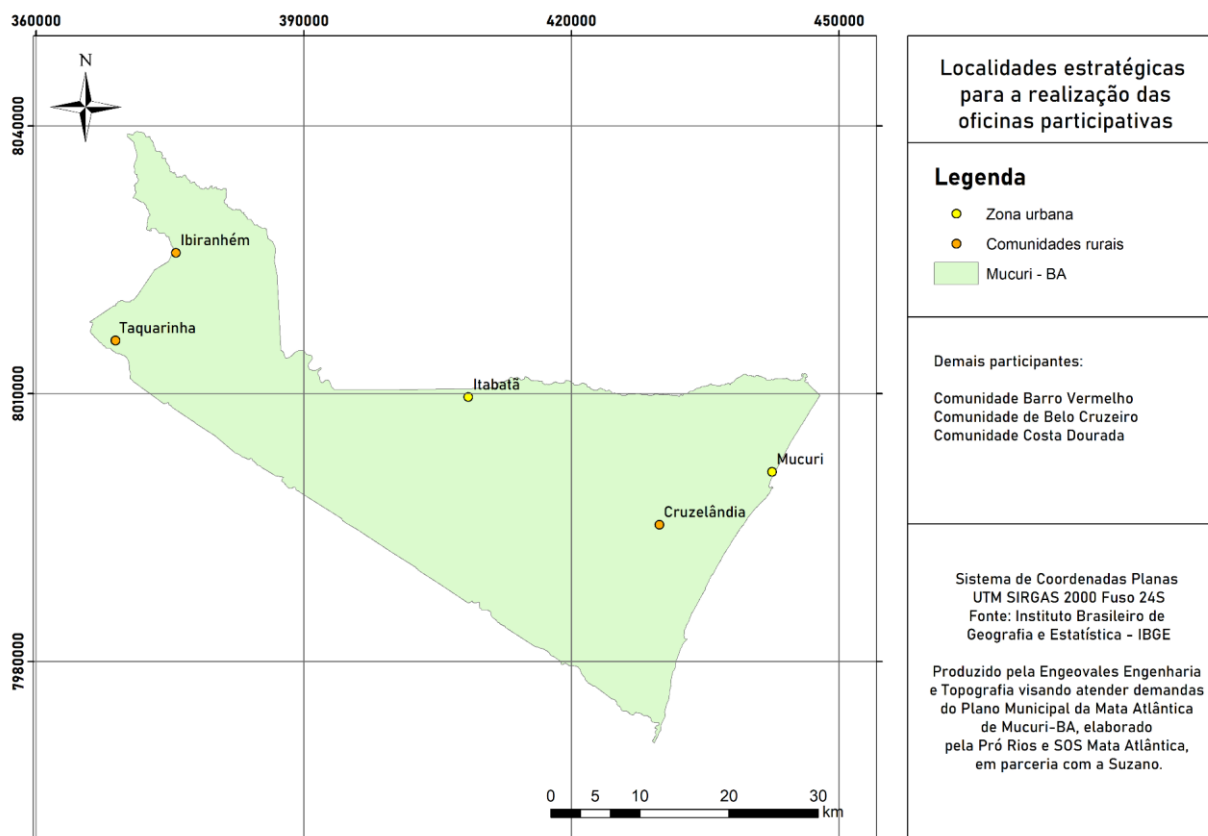 360000
390000
420000
450000
N
8040000
8010000
7980000
Ibiranhém
Taquarinha
Itabatã
Mucuri
Cruzelândia
0 5 10 20 30
km
Localidades estratégicas
para a realização das
oficinas participativas
Legenda
Zona urbana
Comunidades rurais
Mucuri - BA
Demais participantes:
Comunidade Barro Vermelho
Comunidade de Belo Cruzeiro
Comunidade Costa Dourada
Sistema de Coordenadas Planas
UTM SIRGAS 2000 Fuso 24S
Fonte: Instituto Brasileiro de
Geografia e Estatística - IBGE
Produzido pela Engeovales Engenharia
e Topografia visando atender demandas
do Plano Municipal da Mata Atlântica
de Mucuri-BA, elaborado
pela Pró Rios e SOS Mata Atlântica,
em parceria com a Suzano.